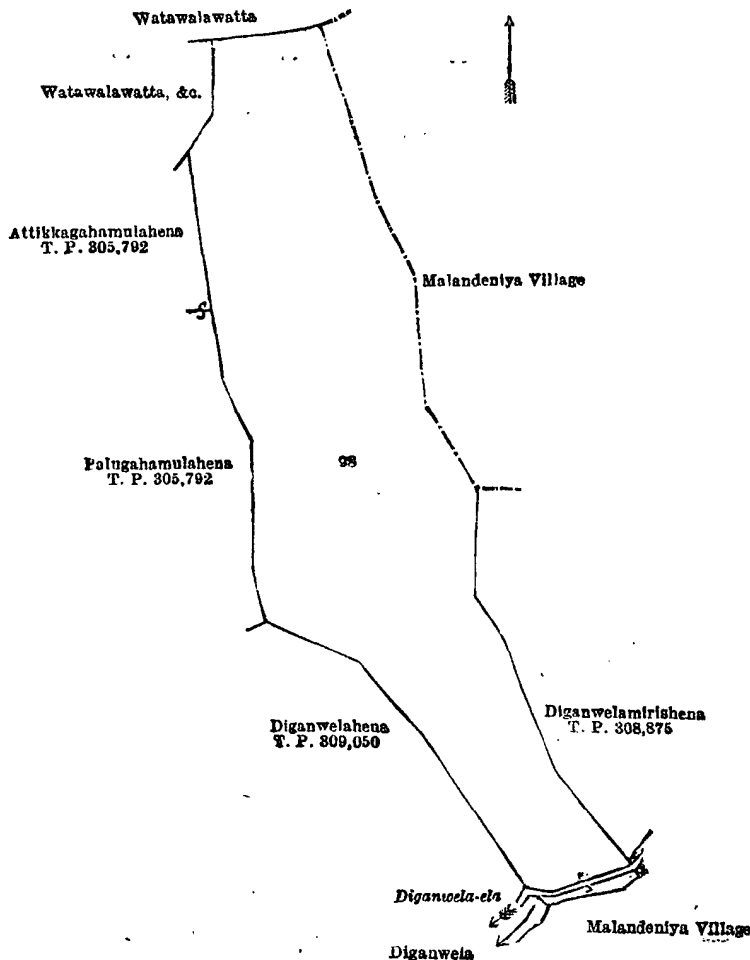 Watawalawatta
Watawalawatta, &c.
Attikkagahamulahena
T. P. 305,792
Malandeniya Village
Palugahamulahena
T. P. 305,792
98
Diganwelahena
T. P. 309,050
Diganwelamirishena
T. P. 308,875
Diganwela-ela
Malandeniya Village
Diganwela